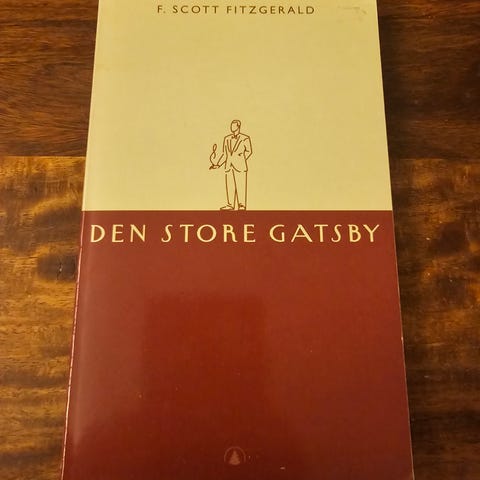 F. SCOTT FITZGERALD
DEN STORE GATSBY